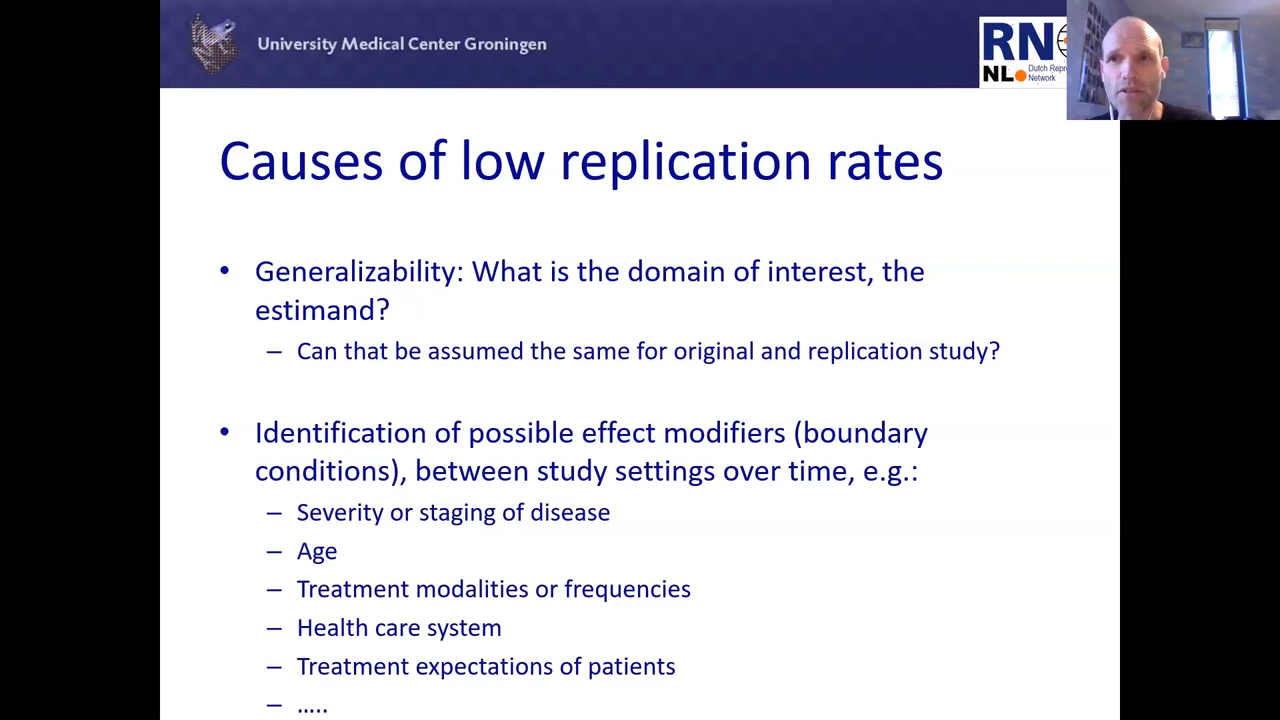 University Medical Center Groningen
RN
NL
Dutch
Network
Causes of low replication rates
• Generalizability: What is the domain of interest, the
estimand?
– Can that be assumed the same for original and replication study?
• Identification of possible effect modifiers (boundary
conditions), between study settings over time, e.g.:
– Severity or staging of disease
– Age
– Treatment modalities or frequencies
– Health care system
– Treatment expectations of patients
– …..